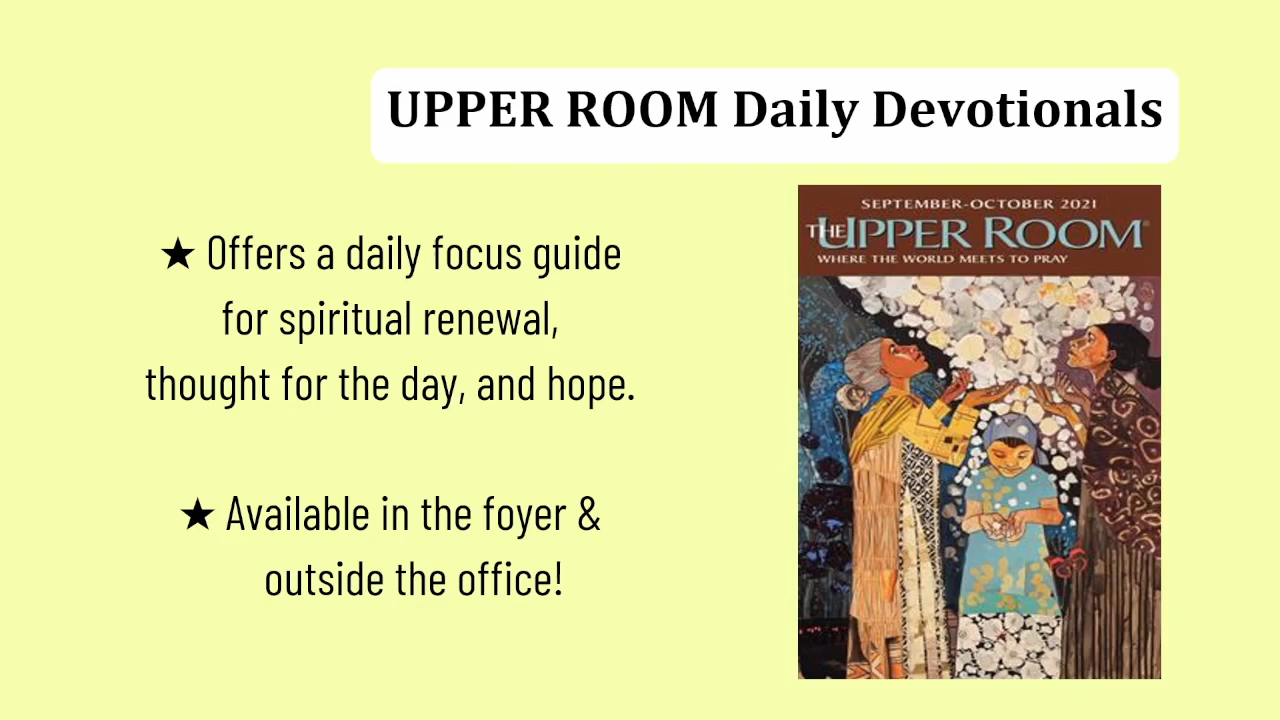 UPPER ROOM Daily Devotionals
★ Offers a daily focus guide
for spiritual renewal,
thought for the day, and hope.
★ Available in the foyer &
outside the office!
SEPTEMBER-OCTOBER 2021
THE UPPER ROOM®
WHERE THE WORLD MEETS TO PRAY